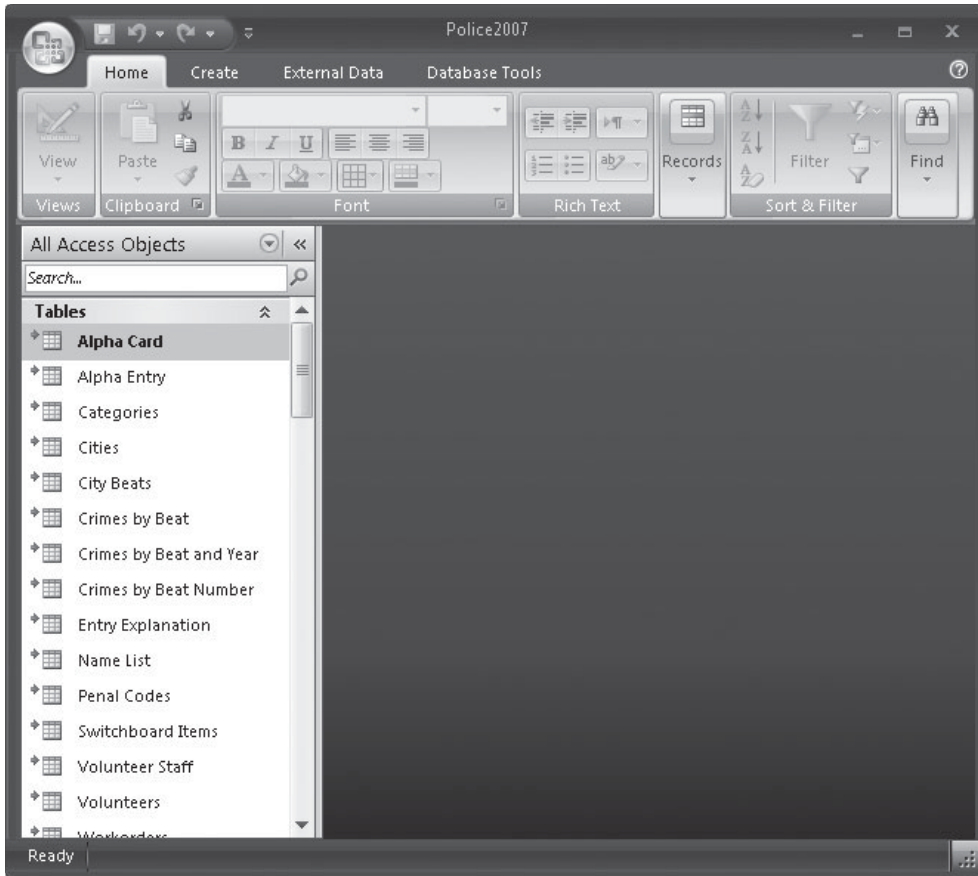 Police2007
Home Create External Data Database Tools
View Paste B I U Records Filter Find
Views Clipboard Font Rich Text Sort & Filter
All Access Objects
Search...
Tables
Alpha Card
Alpha Entry
Categories
Cities
City Beats
Crimes by Beat
Crimes by Beat and Year
Crimes by Beat Number
Entry Explanation
Name List
Penal Codes
Switchboard Items
Volunteer Staff
Volunteers
Workorders
Ready